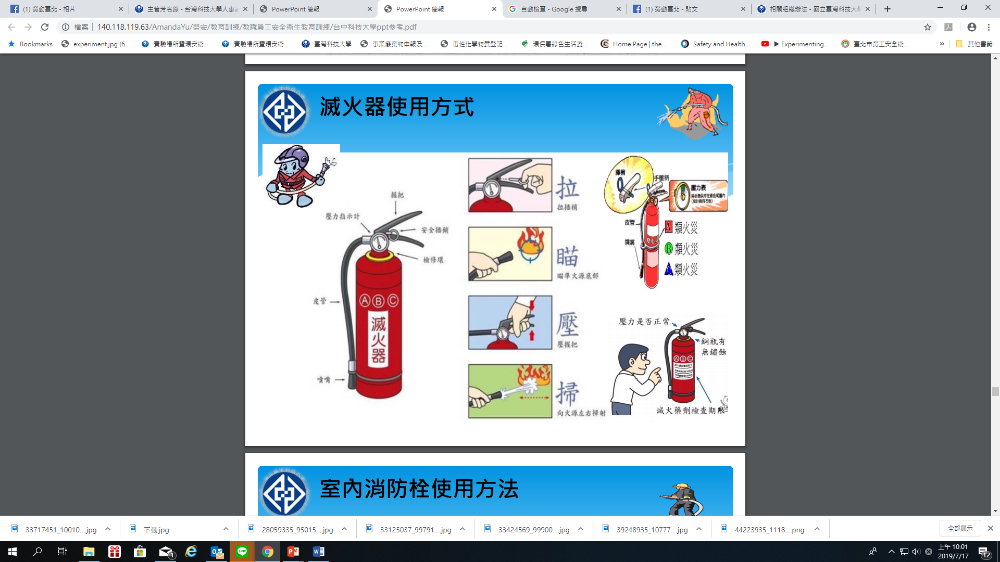 (1) 勞動臺北 - 相片
主管芳名錄 - 台灣科技大學人事室
PowerPoint 簡報
PowerPoint 簡報
自動檢查 - Google 搜尋
(1) 勞動臺北 - 貼文
相關組織辦法 - 國立臺灣科技大學
檔案
140.118.119.63/AmandaYu/勞安/教育訓練/教職員工安全衛生教育訓練/台中科技大學ppt參考.pdf
Bookmarks
experiment.jpg (6...
實驗場所暨環安衛...
實驗場所暨環安衛...
臺灣科技大學
事業廢棄物申報及...
毒性化學物質登記...
環保署綠色生活資...
Home Page | the...
Safety and Health...
▶ Experimenting...
臺北市勞工安全衛...
»
其他書籤
滅火器使用方式
握把
壓力指示計
安全插銷
檢修環
皮管
噴嘴
A B C
滅火器
拉
拉插梢
瞄
瞄準火源底部
壓
壓握把
掃
向火源左右掃射
插梢
手壓柄
壓力表
皮管
噴嘴
A 類火災
B 類火災
類火災
壓力是否正常
鋼瓶有
無鏽蝕
A B C
滅火藥劑檢查期限
室內消防栓使用方法
33717451_10010....jpg
下載.jpg
28059335_95015....jpg
33125037_99791....jpg
33424569_99900....jpg
39248935_10777....jpg
44223935_1118....png
全部顯示
1
LINE
上午 10:01
2019/7/17
12